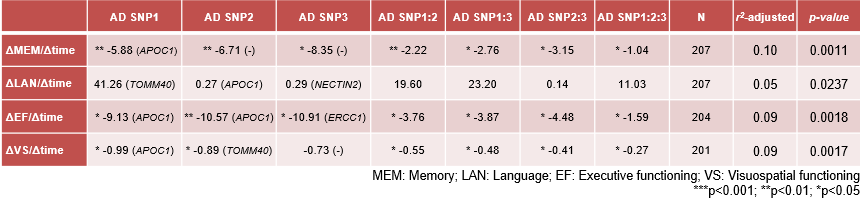 AD SNP1 AD SNP2 AD SNP3 AD SNP1:2 AD SNP1:3 AD SNP2:3 AD SNP1:2:3 N r²-adjusted p-value
ΔMEM/Δtime ** -5.88 (APOC1) ** -6.71 (-) * -8.35 (-) ** -2.22 * -2.76 * -3.15 * -1.04 207 0.10 0.0011
ΔLAN/Δtime 41.26 (TOMM40) 0.27 (APOC1) 0.29 (NECTIN2) 19.60 23.20 0.14 11.03 207 0.05 0.0237
ΔEF/Δtime * -9.13 (APOC1) ** -10.57 (APOC1) * -10.91 (ERCC1) * -3.76 * -3.87 * -4.48 * -1.59 204 0.09 0.0018
ΔVS/Δtime * -0.99 (APOC1) * -0.89 (TOMM40) -0.73 (-) * -0.55 * -0.48 * -0.41 * -0.27 201 0.09 0.0017
MEM: Memory; LAN: Language; EF: Executive functioning; VS: Visuospatial functioning
***p<0.001; **p<0.01; *p<0.05